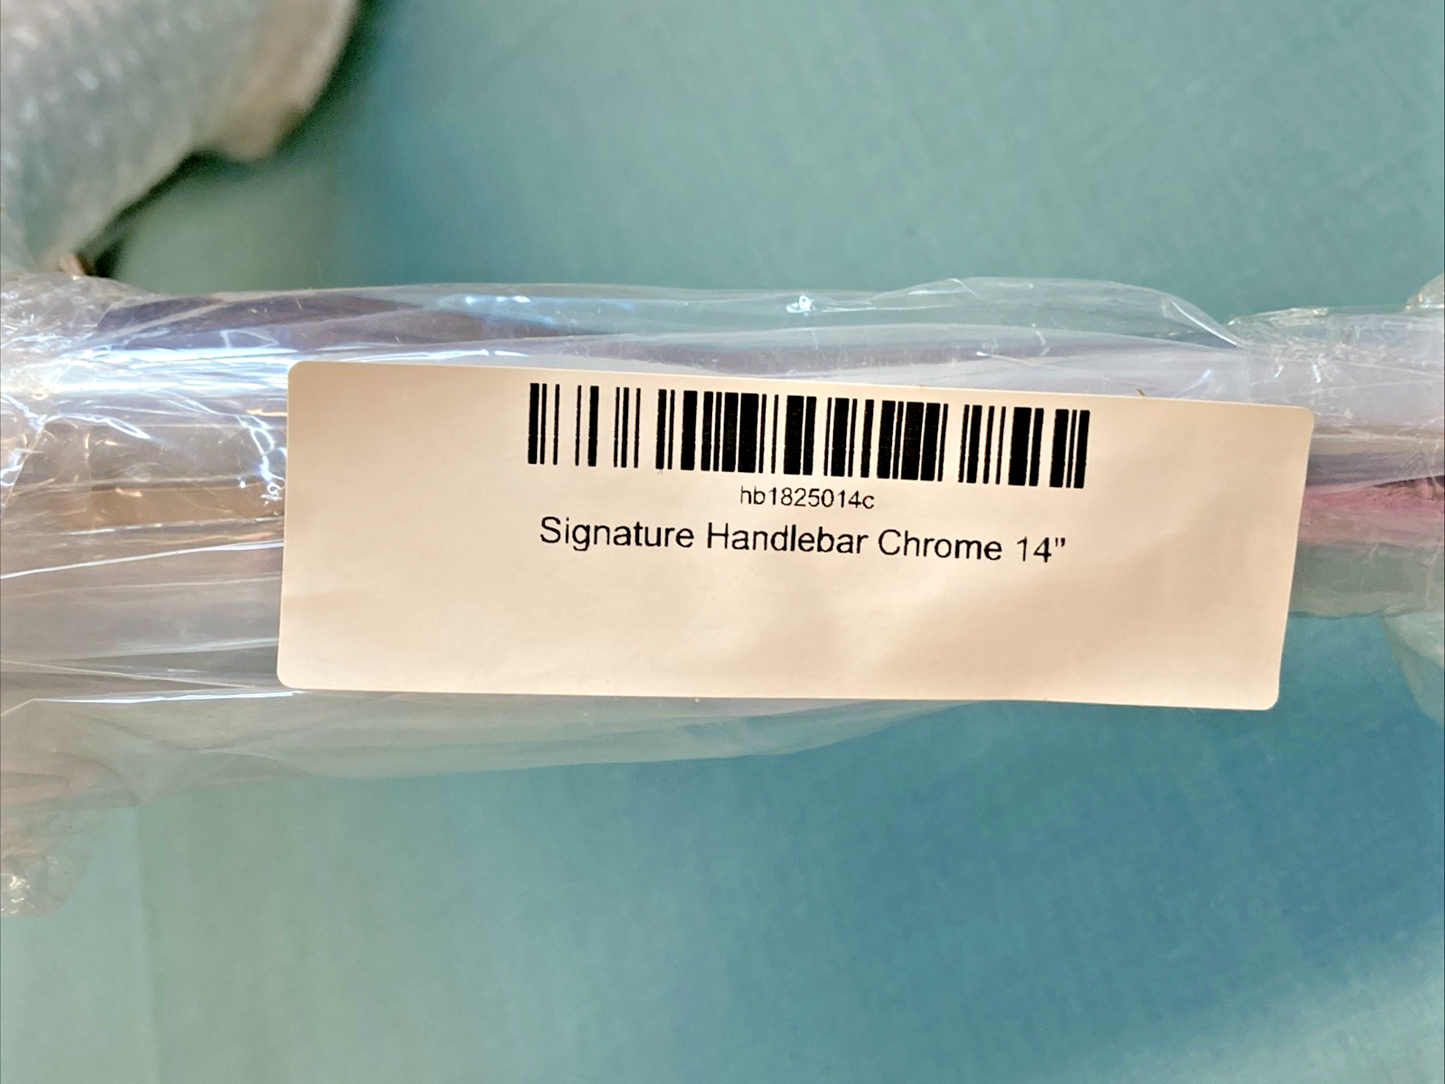 hb1825014c
Signature Handlebar Chrome 14"